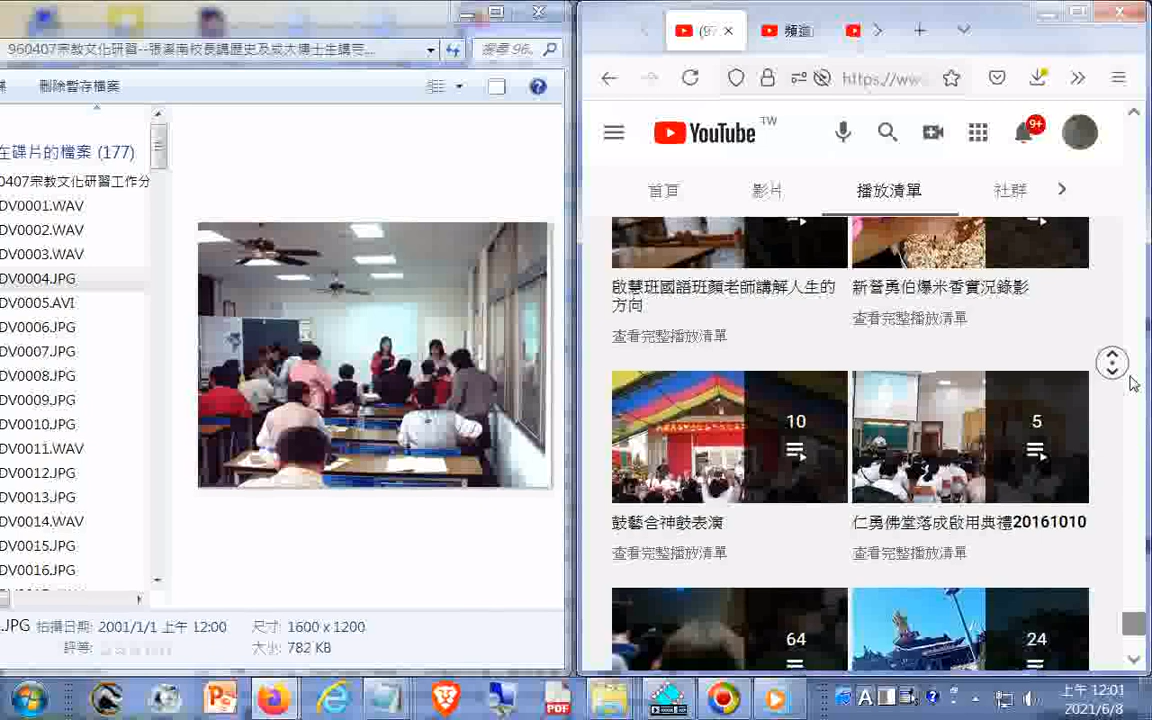 960407宗教文化研習--張溪南校長講歷史及成大博士生講完...
搜尋 96...
刪除暫存檔案
在碟片的檔案 (177)
0407宗教文化研習工作分
DV0001.WAV
DV0002.WAV
DV0003.WAV
DV0004.JPG
DV0005.AVI
DV0006.JPG
DV0007.JPG
DV0008.JPG
DV0009.JPG
DV0010.JPG
DV0011.WAV
DV0012.JPG
DV0013.JPG
DV0014.WAV
DV0015.JPG
DV0016.JPG
.JPG 拍攝日期: 2001/1/1 上午 12:00
尺寸: 1600 x 1200
評等:
大小: 782 KB
(97
頻道
https://ww
YouTube TW
9+
首頁
影片
播放清單
社群
啟慧班國語班顏老師講解人生的
方向
查看完整播放清單
新營勇伯爆米香實況錄影
查看完整播放清單
10
5
鼓藝含神鼓表演
查看完整播放清單
仁勇佛堂落成啟用典禮20161010
查看完整播放清單
64
24
PDF
A
上午 12:01
2021/6/8